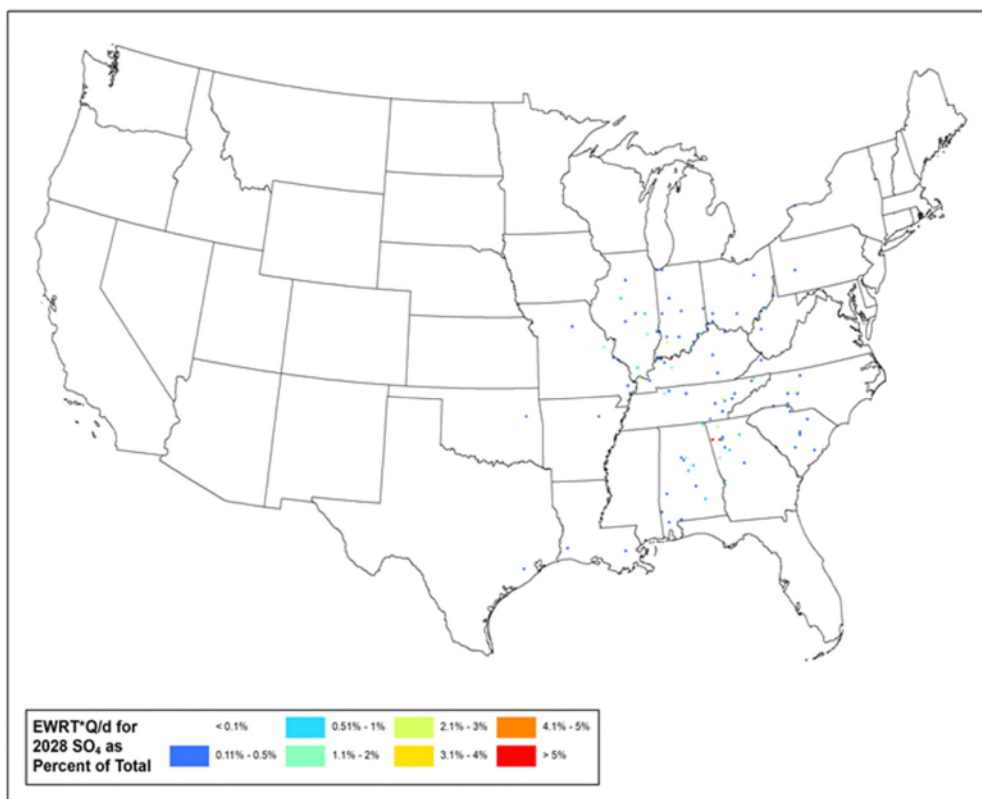 EWRT*Q/d for
2028 SO₄ as
Percent of Total
< 0.1%
0.51% - 1%
2.1% - 3%
4.1% - 5%
0.11% - 0.5%
1.1% - 2%
3.1% - 4%
> 5%